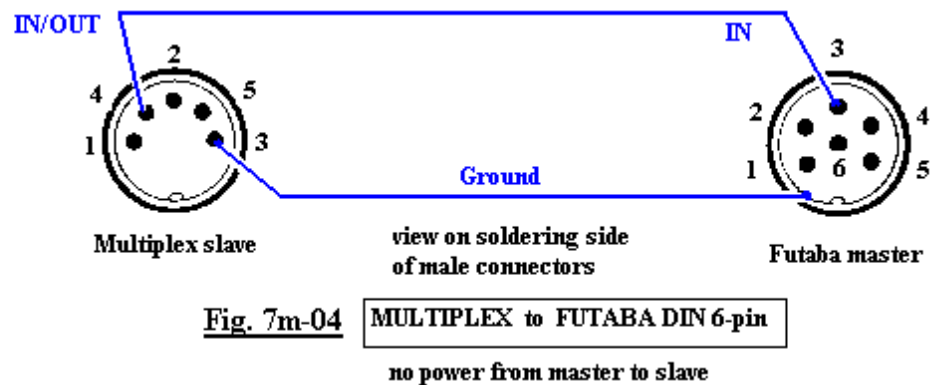 IN/OUT
IN
2
3
4
5
2
4
1
3
1
6
5
Ground
Multiplex slave
view on soldering side
of male connectors
Futaba master
Fig. 7m-04
MULTIPLEX to FUTABA DIN 6-pin
no power from master to slave